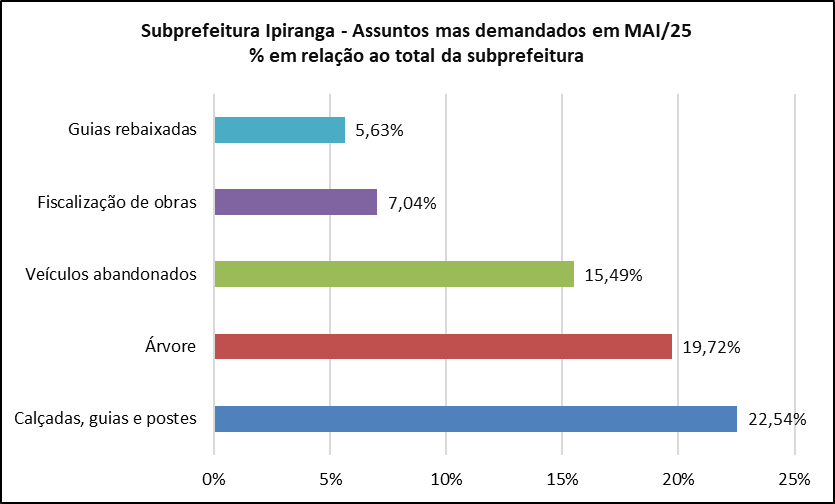 Subprefeitura Ipiranga - Assuntos mas demandados em MAI/25
% em relação ao total da subprefeitura
Guias rebaixadas 5,63%
Fiscalização de obras 7,04%
Veículos abandonados 15,49%
Árvore 19,72%
Calçadas, guias e postes 22,54%
0% 5% 10% 15% 20% 25%